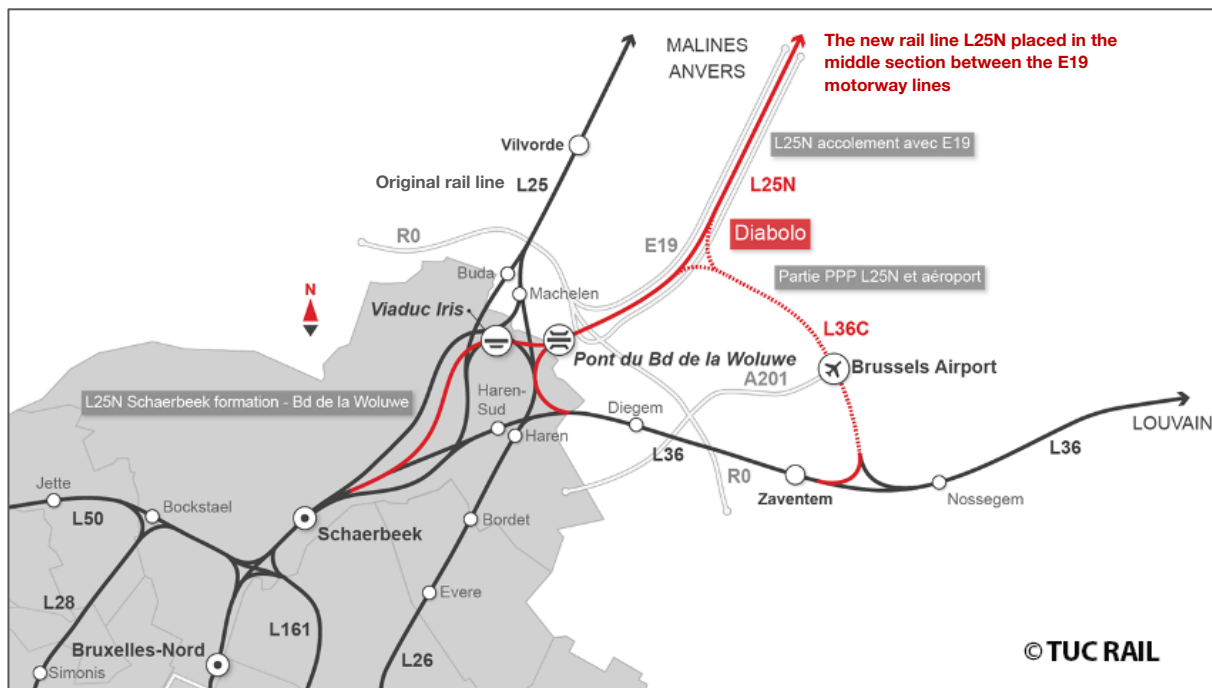 MALINES
ANVERS
The new rail line L25N placed in the
middle section between the E19
motorway lines
Vilvorde
L25N accolement avec E19
Original rail line
L25
L25N
R0
E19
Diabolo
Buda
Partie PPP L25N et aéroport
N
Machelen
Viaduc Iris
L36C
Pont du Bd de la Woluwe
Brussels Airport
A201
L25N Schaerbeek formation - Bd de la Woluwe
Haren-
Sud
Diegem
LOUVAIN
Haren
L36
L36
R0
Jette
Zaventem
Nossegem
Bockstael
L50
Schaerbeek
Bordet
Evere
L28
L161
Bruxelles-Nord
L26
© TUC RAIL
Simonis